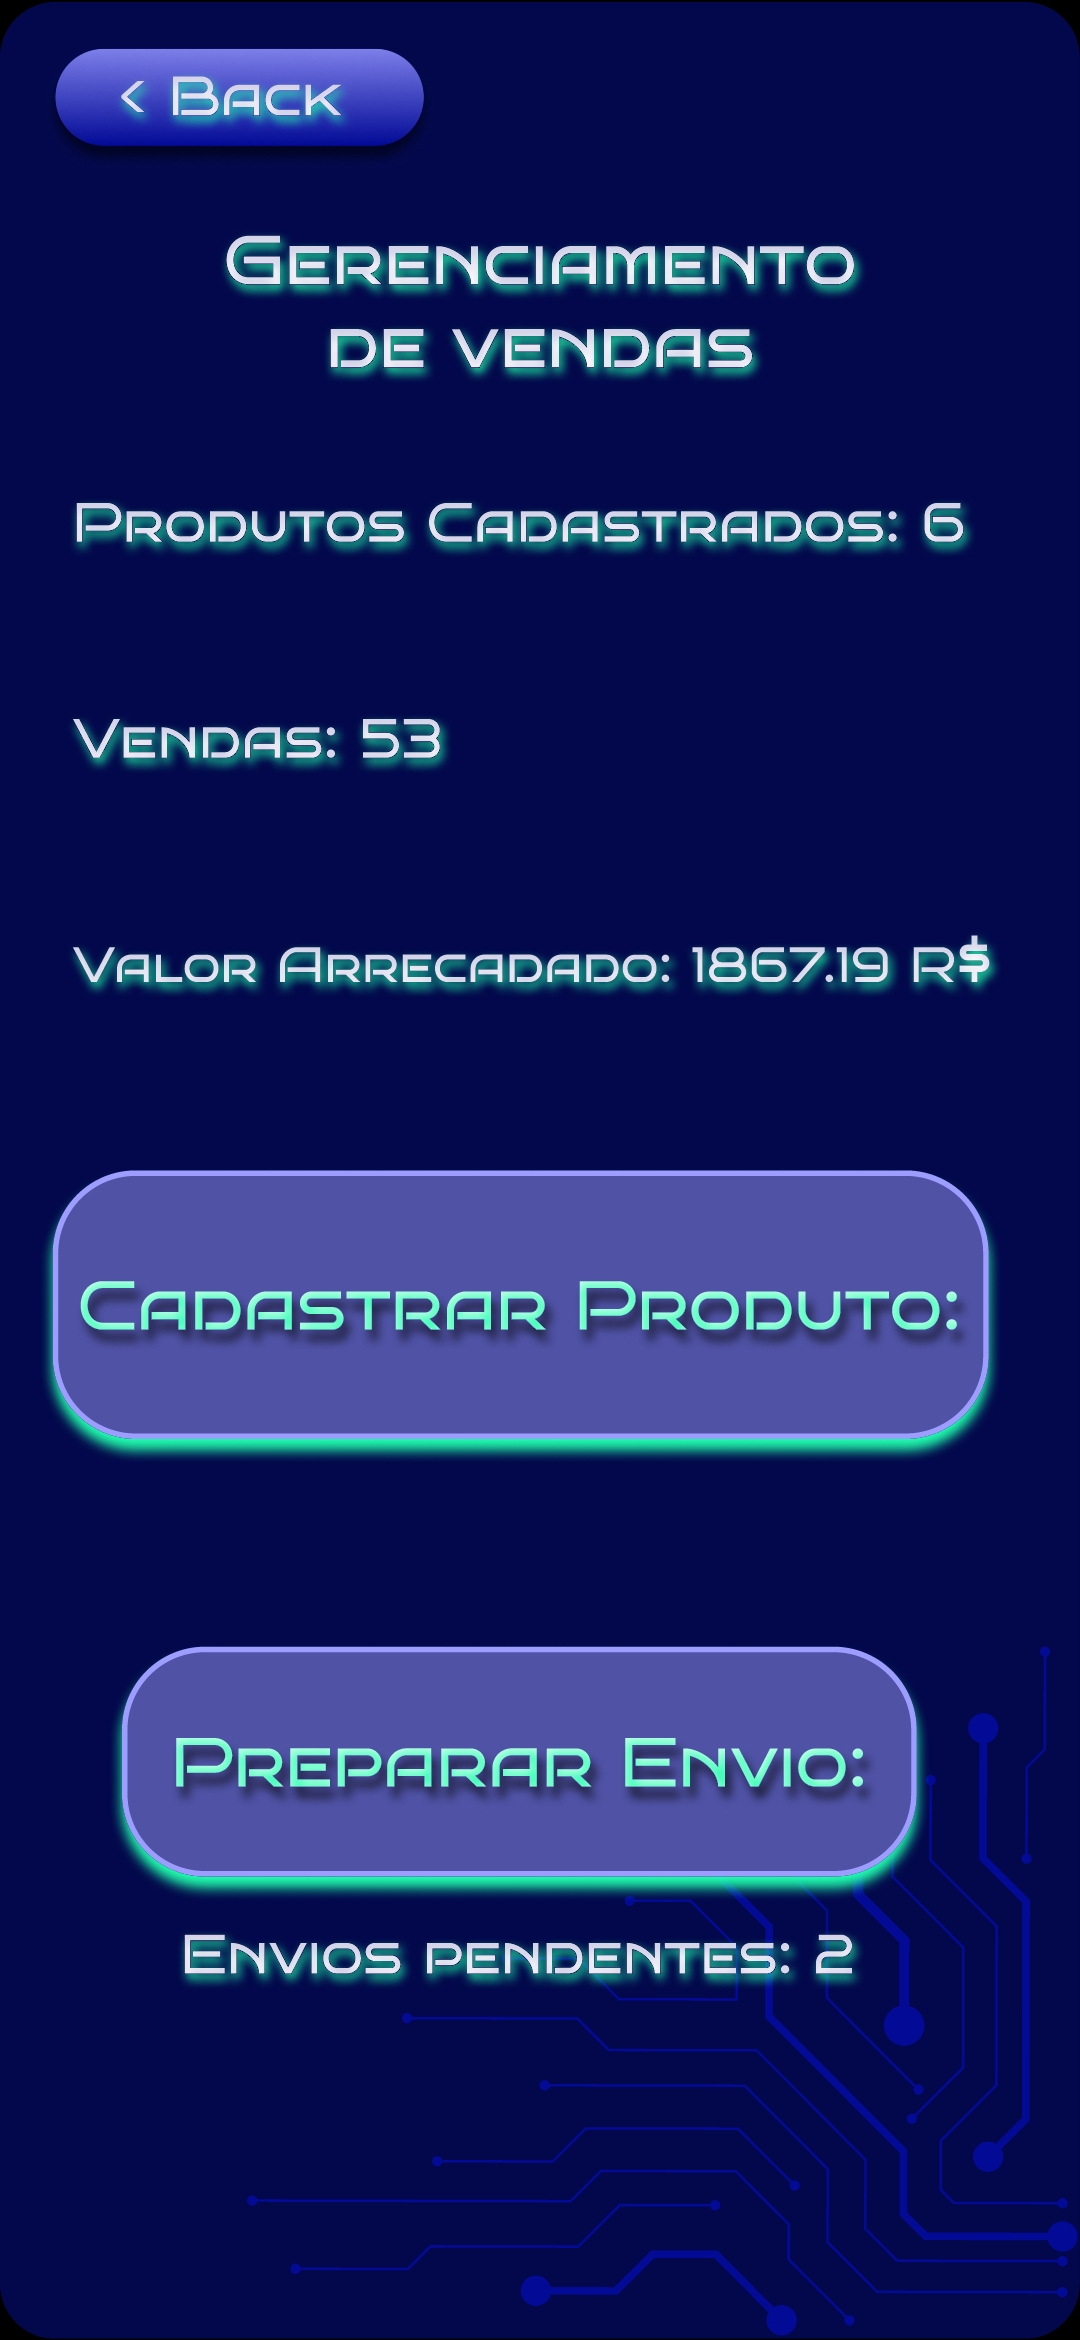 < Back
Gerenciamento
de vendas
Produtos Cadastrados: 6
Vendas: 53
Valor Arrecadado: 1867.19 R$
Cadastrar Produto:
Preparar Envio:
Envios pendentes: 2